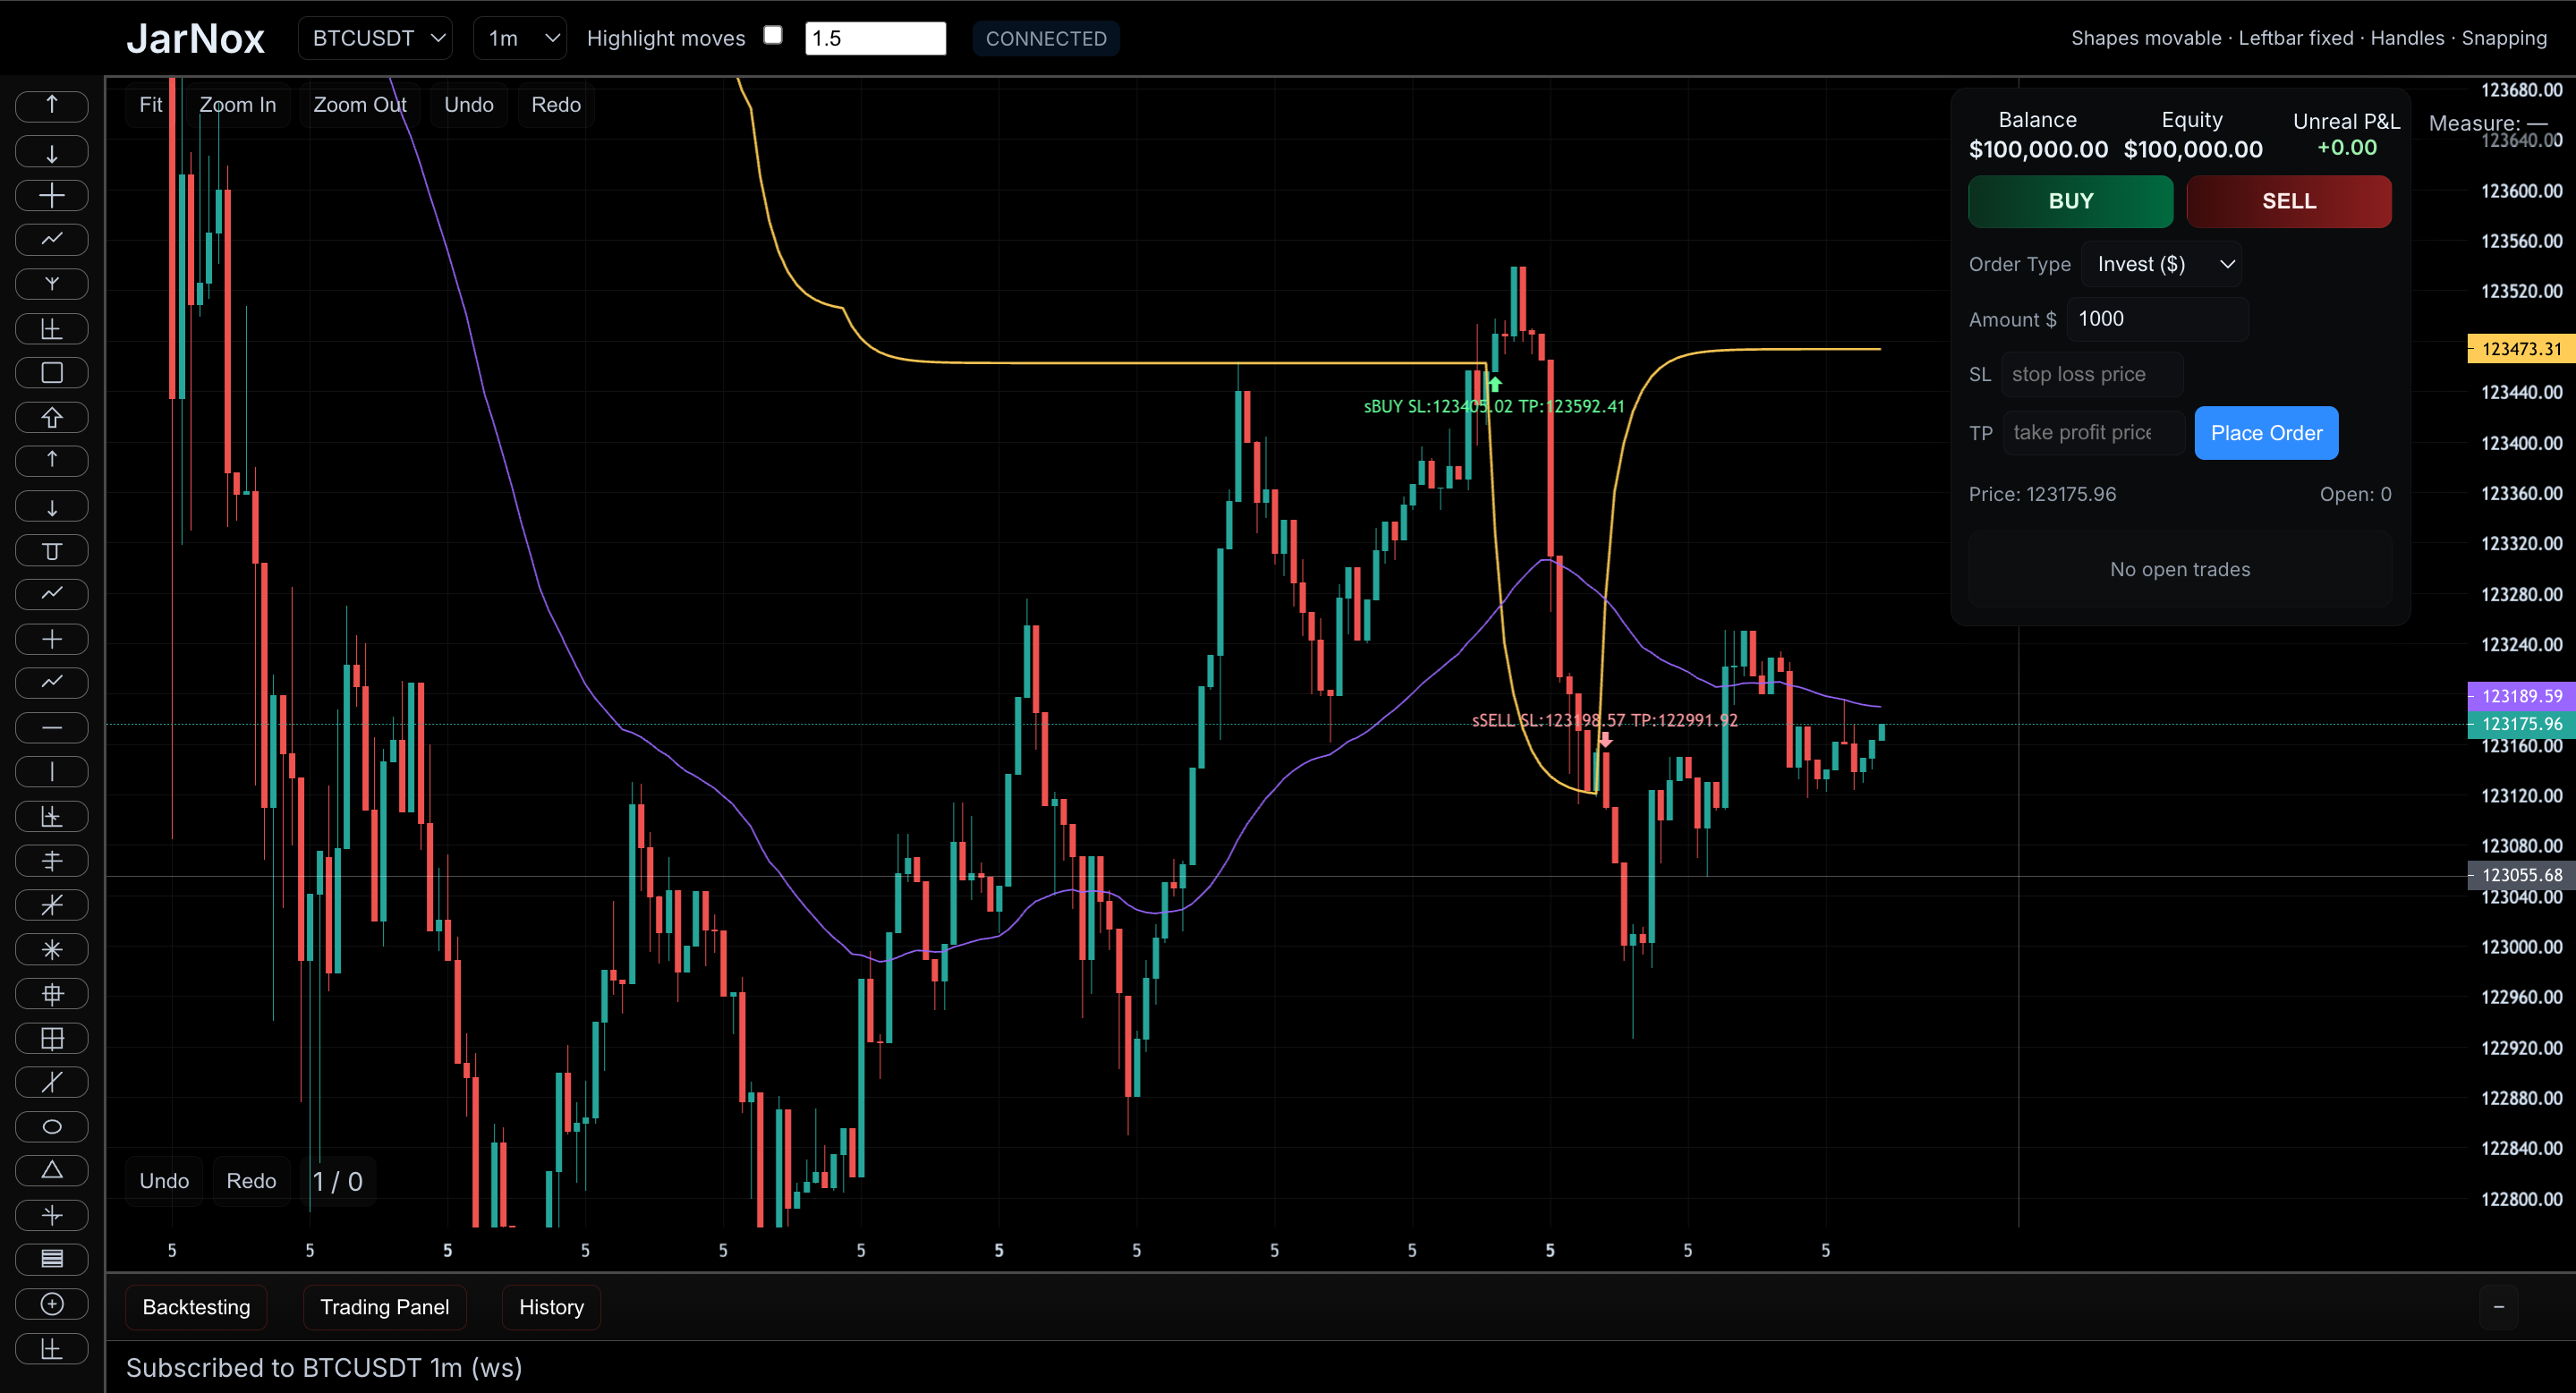 JarNox BTCUSDT 1m Highlight moves 1.5 CONNECTED Shapes movable · Leftbar fixed · Handles · Snapping
Fit Zoom In Zoom Out Undo Redo
Balance Equity Unreal P&L
$100,000.00 $100,000.00 +0.00
Measure: —
BUY SELL
Order Type Invest ($)
Amount $ 1000
SL stop loss price
TP take profit price Place Order
Price: 123175.96 Open: 0
No open trades
sBUY SL:123405.02 TP:123592.41
sSELL SL:123198.57 TP:122991.92
123680.00
123640.00
123600.00
123560.00
123520.00
123473.31
123440.00
123400.00
123360.00
123320.00
123280.00
123240.00
123189.59
123175.96
123160.00
123120.00
123080.00
123055.68
123040.00
123000.00
122960.00
122920.00
122880.00
122840.00
122800.00
Undo Redo 1 / 0
5 5 5 5 5 5 5 5 5 5 5 5 5
Backtesting Trading Panel History −
Subscribed to BTCUSDT 1m (ws)